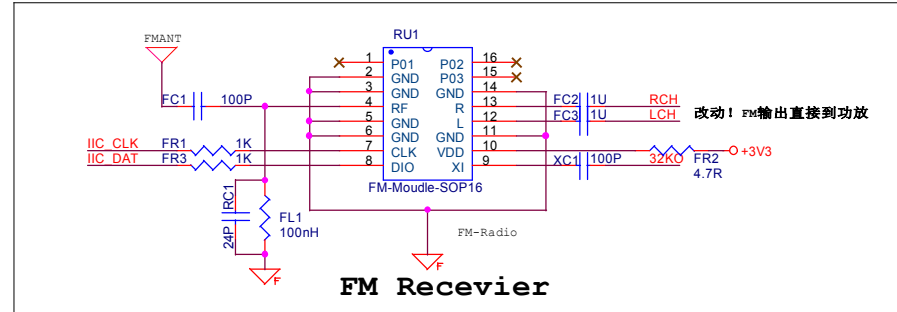 RU1
FMANT
1 P01 P02 16
2 GND P03 15
3 GND GND 14
FC1 100P 4 RF R 13 FC2 1U RCH
5 GND L 12 FC3 1U LCH 改动！FM输出直接到功放
6 GND GND 11
IIC_CLK FR1 1K 7 CLK VDD 10 +3V3
IIC_DAT FR3 1K 8 DIO XI 9 XC1 100P 32KO FR2
FM-Moudle-SOP16 4.7R
RC1
24P
FL1
100nH
FM-Radio
F F
FM Recevier